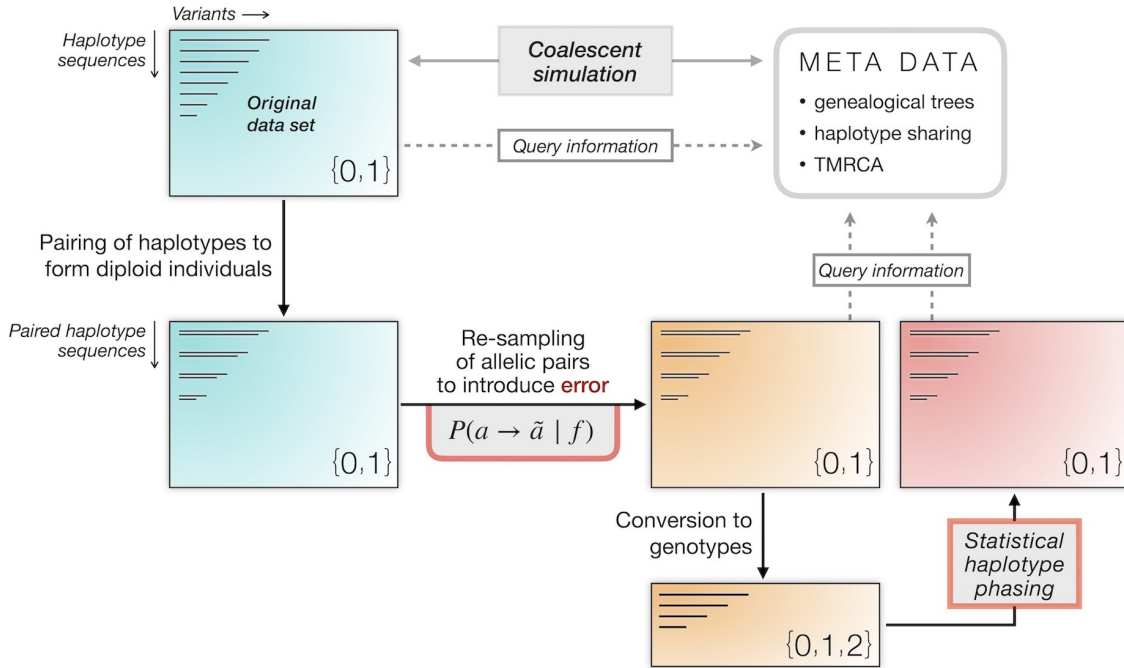 Variants
Haplotype
sequences
Original
data set
{0,1}
Coalescent
simulation
Query information
META DATA
• genealogical trees
• haplotype sharing
• TMRCA
Pairing of haplotypes to
form diploid individuals
Query information
Paired haplotype
sequences
{0,1}
Re-sampling
of allelic pairs
to introduce error
P(a → ã | f)
{0,1}
{0,1}
Conversion to
genotypes
{0,1,2}
Statistical
haplotype
phasing